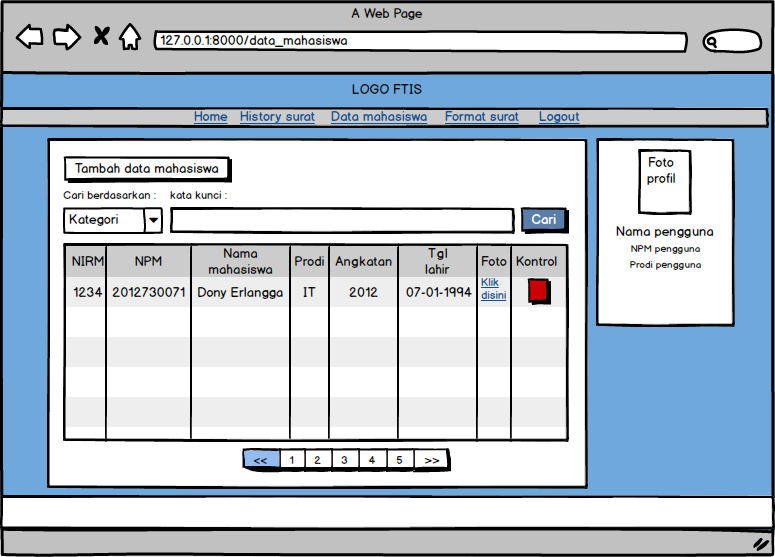 A Web Page
127.0.0.1:8000/data_mahasiswa
LOGO FTIS
Home History surat Data mahasiswa Format surat Logout
Tambah data mahasiswa
Cari berdasarkan : kata kunci :
Kategori Cari
NIRM NPM Nama mahasiswa Prodi Angkatan Tgl lahir Foto Kontrol
1234 2012730071 Dony Erlangga IT 2012 07-01-1994 Klik disini
<< 1 2 3 4 5 >>
Foto
profil
Nama pengguna
NPM pengguna
Prodi pengguna